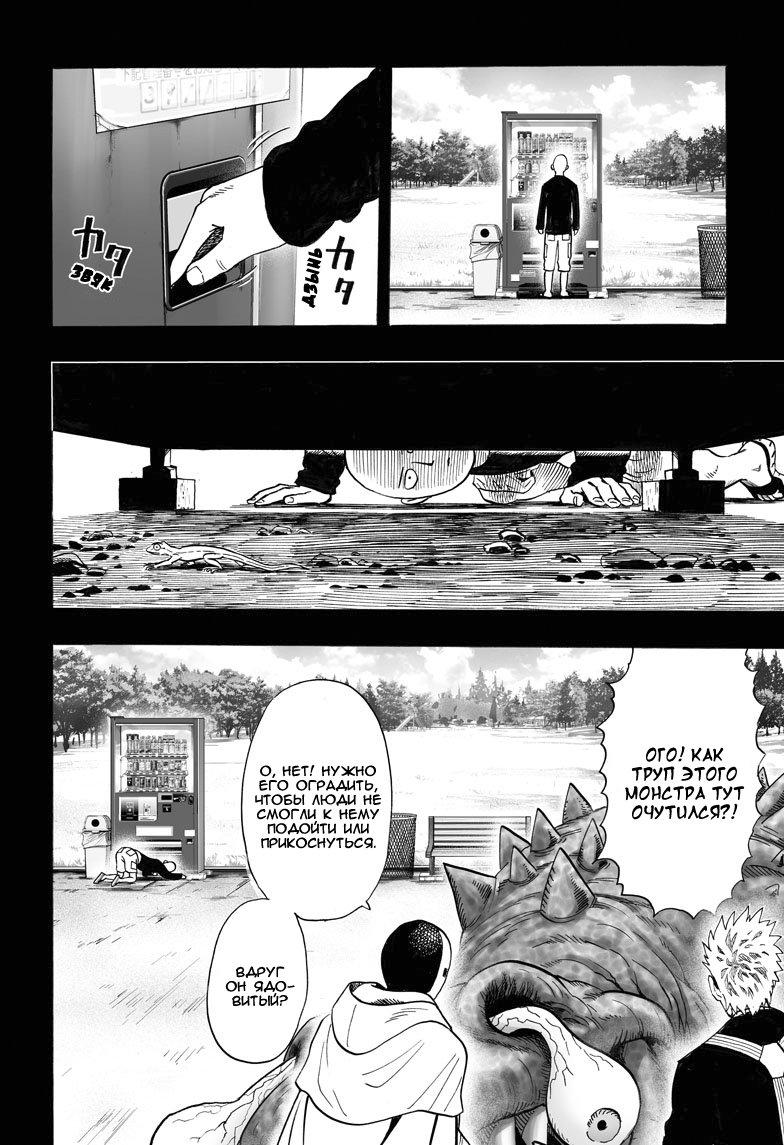 カタ
ДЗЫНЬ
カタ
ЗВЯК
ОГО! КАК
ТРУП ЭТОГО
МОНСТРА ТУТ
ОЧУТИЛСЯ?!
О, НЕТ! НУЖНО
ЕГО ОГРАДИТЬ,
ЧТОБЫ ЛЮДИ НЕ
СМОГЛИ К НЕМУ
ПОДОЙТИ ИЛИ
ПРИКОСНУТЬСЯ.
ВДРУГ
ОН ЯДО-
ВИТЫЙ?